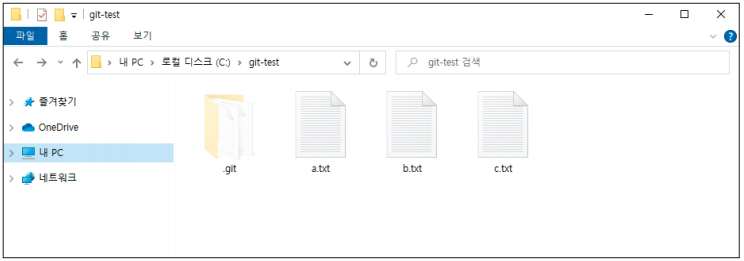 git-test
파일 홈 공유 보기
내 PC 로컬 디스크 (C:) git-test git-test 검색
즐겨찾기
OneDrive
내 PC
네트워크
.git a.txt b.txt c.txt